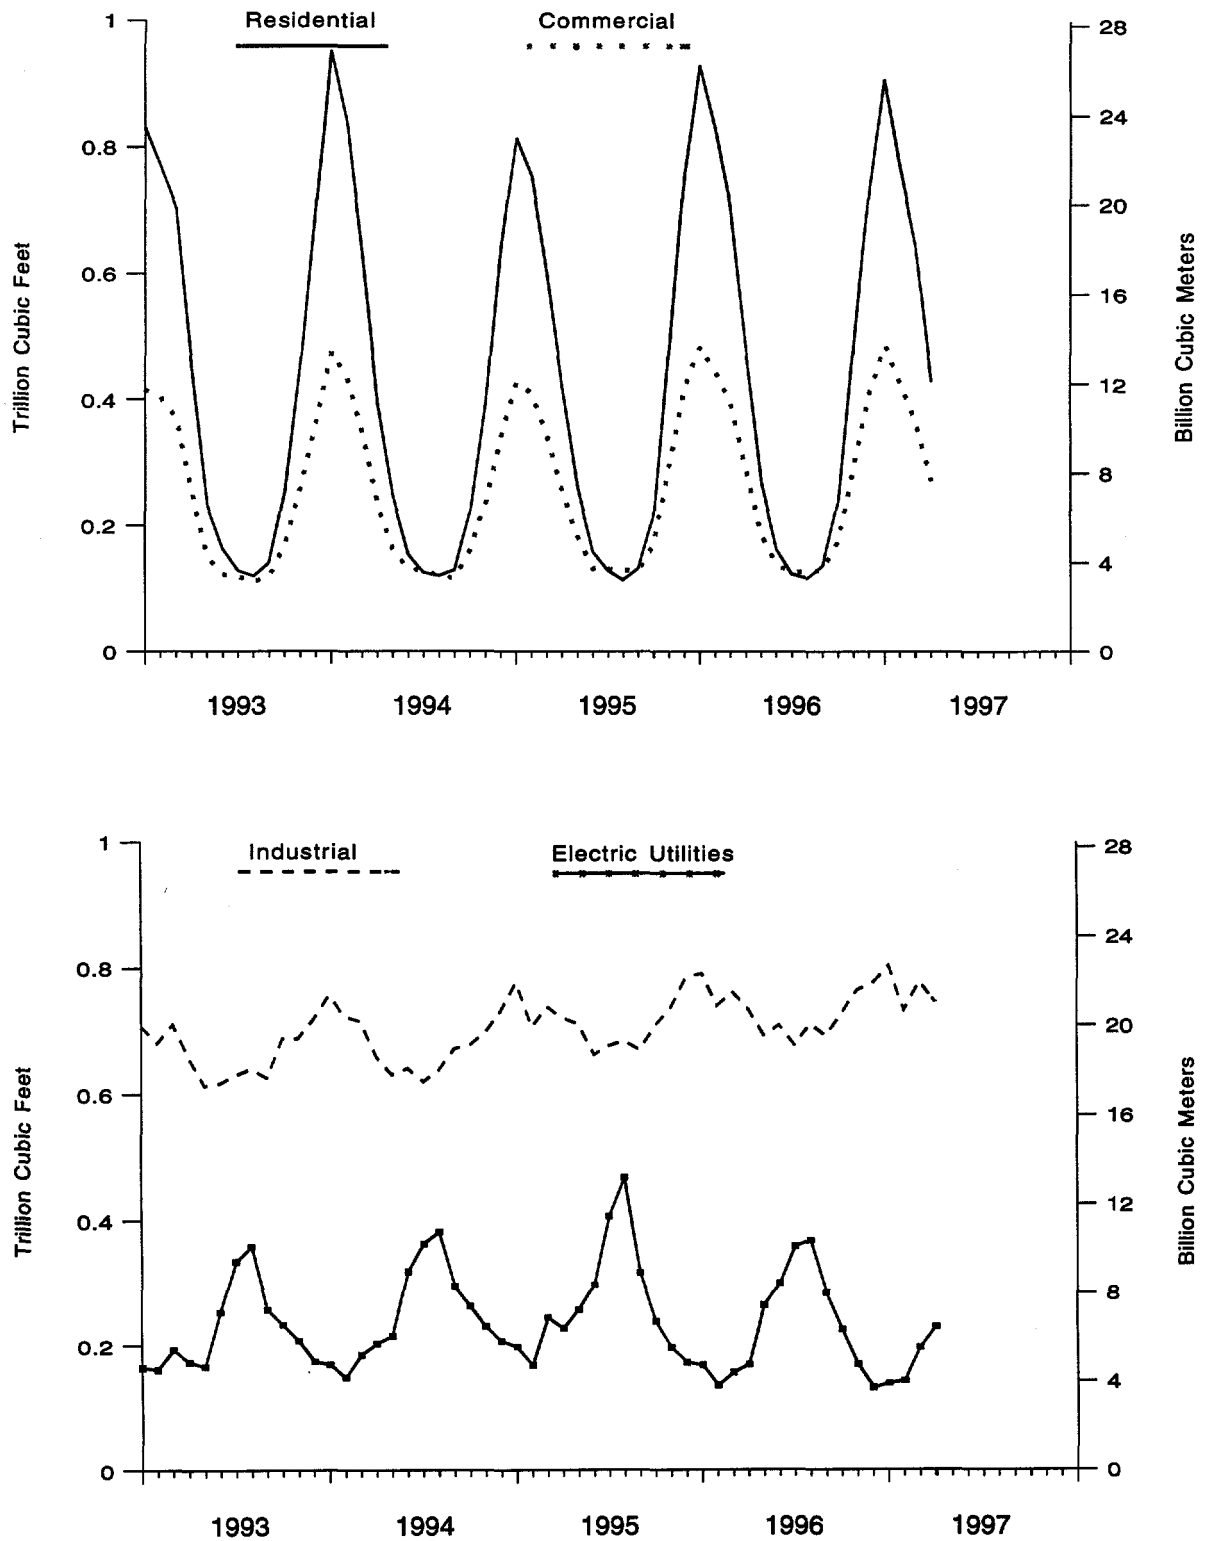 Residential Commercial
1 28
24
0.8
20
0.6
16
Trillion Cubic Feet
Billion Cubic Meters
0.4 12
8
0.2
4
0 0
1993 1994 1995 1996 1997
Industrial Electric Utilities
1 28
24
0.8
20
0.6
16
Trillion Cubic Feet
Billion Cubic Meters
12
0.4
8
0.2
4
0 0
1993 1994 1995 1996 1997